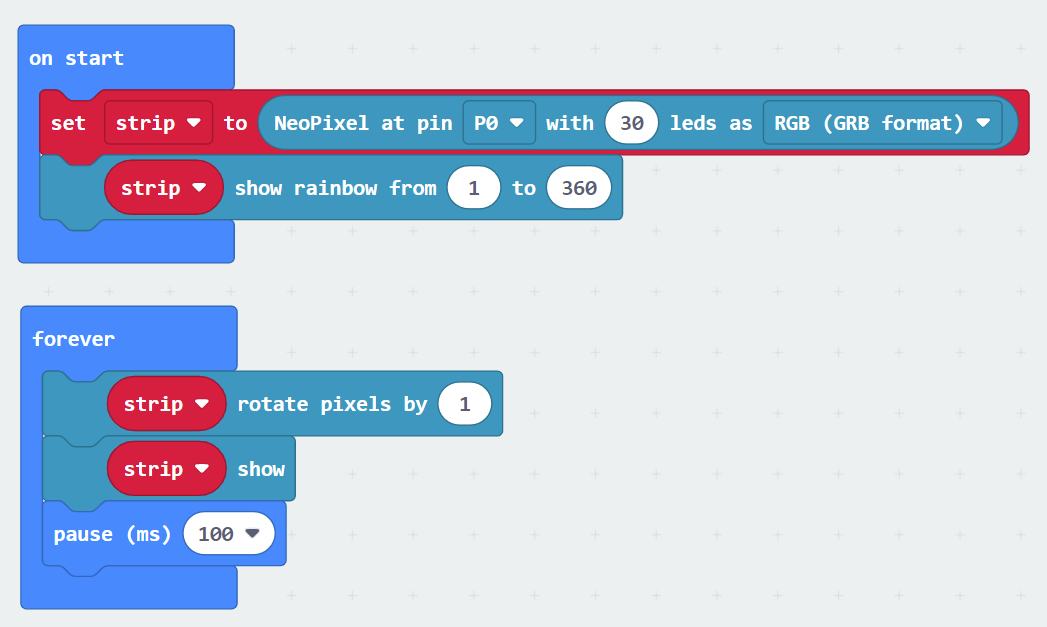 on start
set strip to NeoPixel at pin P0 with 30 leds as RGB (GRB format)
strip show rainbow from 1 to 360
forever
strip rotate pixels by 1
strip show
pause (ms) 100